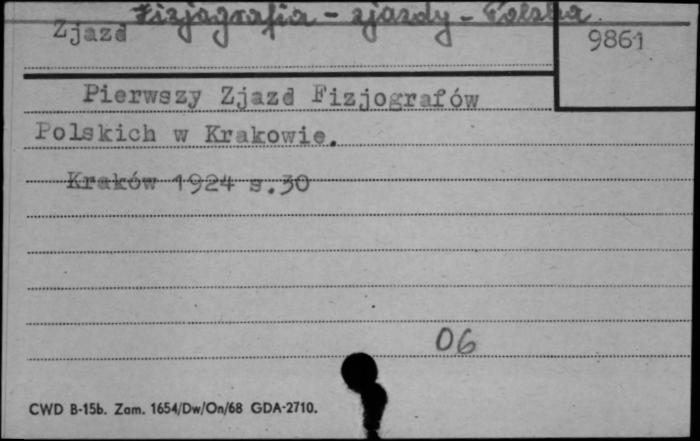 Fizjografia - zjazdy - Polska.
Zjazd
9861
Pierwszy Zjazd Fizjografów
Polskich w Krakowie.
Kraków 1924 s.30
06
CWD B-15b. Zam. 1654/Dw/On/68 GDA-2710.